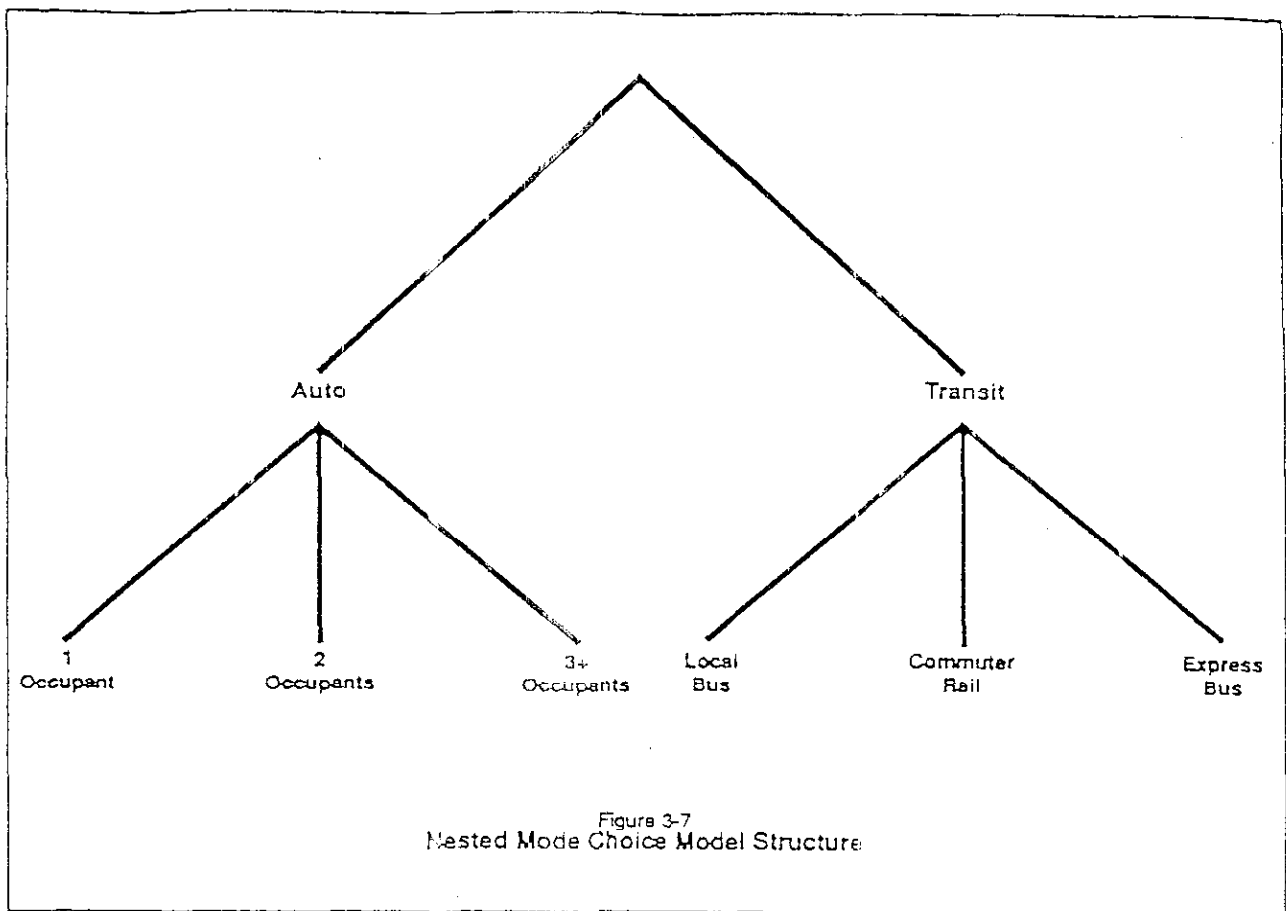 Auto
Transit
1
Occupant
2
Occupants
3+
Occupants
Local
Bus
Commuter
Rail
Express
Bus
Figure 3-7
Nested Mode Choice Model Structure